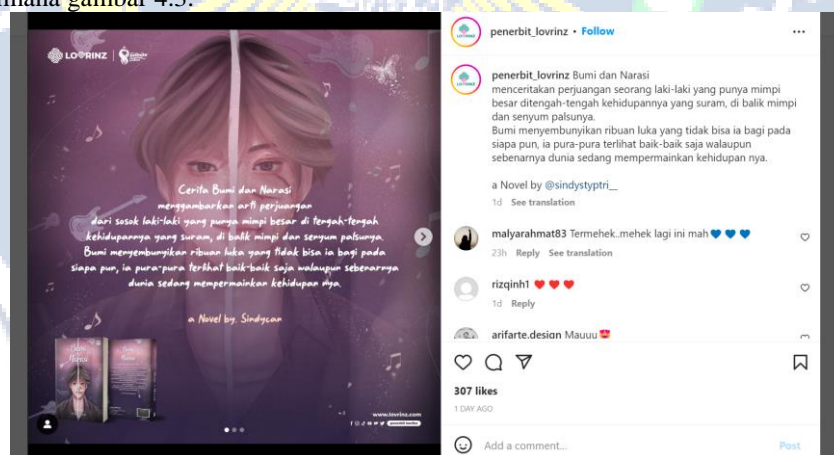 imana gambar 4.3.
LOVRINZ
Cerita Bumi dan Narasi
menggambarkan arti perjuangan
dari sosok laki-laki yang punya mimpi besar di tengah-tengah
kehidupannya yang suram, di balik mimpi dan senyum palsunya.
Bumi menyembunyikan ribuan luka yang tidak bisa ia bagi pada
siapa pun, ia pura-pura terlihat baik-baik saja walaupun sebenarnya
dunia sedang mempermainkan kehidupan nya.
a Novel by. Sindycan
Narasi
www.lovrinz.com
penerbit_lovrinz • Follow
penerbit_lovrinz Bumi dan Narasi
menceritakan perjuangan seorang laki-laki yang punya mimpi
besar ditengah-tengah kehidupannya yang suram, di balik mimpi
dan senyum palsunya.
Bumi menyembunyikan ribuan luka yang tidak bisa ia bagi pada
siapa pun, ia pura-pura terlihat baik-baik saja walaupun
sebenarnya dunia sedang mempermainkan kehidupan nya.
a Novel by @sindystyptri__
1d See translation
malyarahmat83 Termehek..mehek lagi ini mah💙💙💙
23h Reply See translation
rizqinh1 ❤️❤️❤️
1d Reply
arifarte.design Mauuu😍
307 likes
1 DAY AGO
Add a comment...
Post